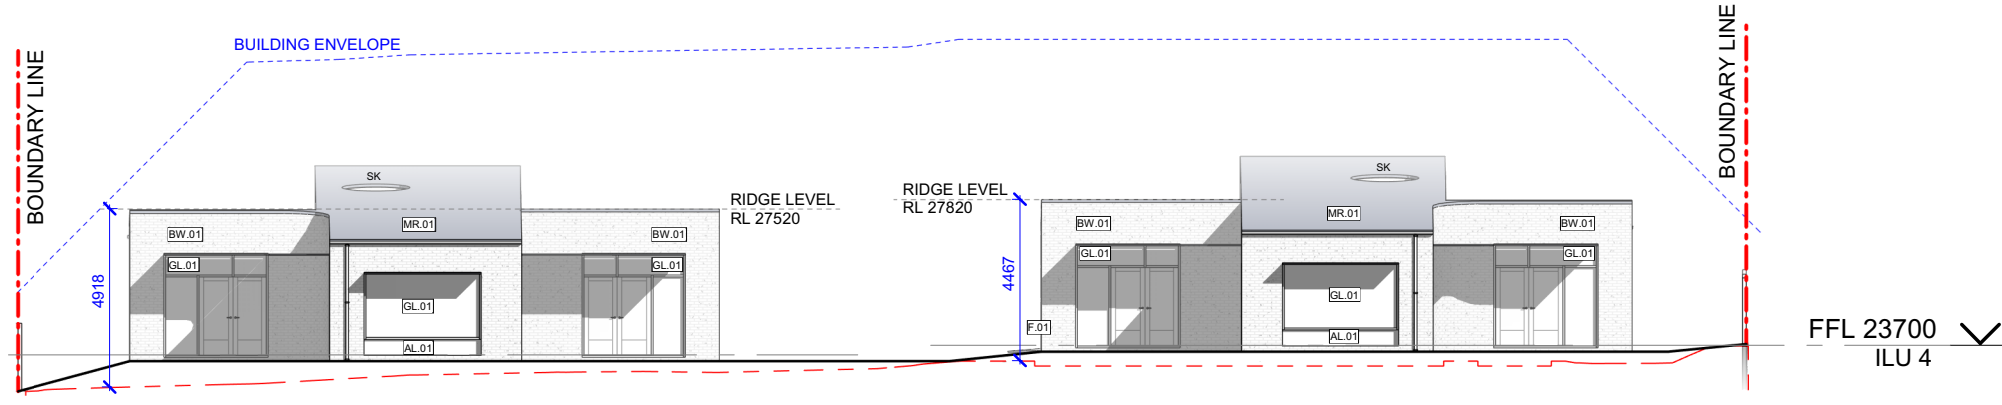 BUILDING ENVELOPE
BOUNDARY LINE
BOUNDARY LINE
SK
SK
RIDGE LEVEL
RL 27520
RIDGE LEVEL
RL 27820
MR.01
MR.01
BW.01
BW.01
BW.01
BW.01
GL.01
GL.01
GL.01
GL.01
4918
4467
GL.01
GL.01
F.01
AL.01
AL.01
FFL 23700
ILU 4